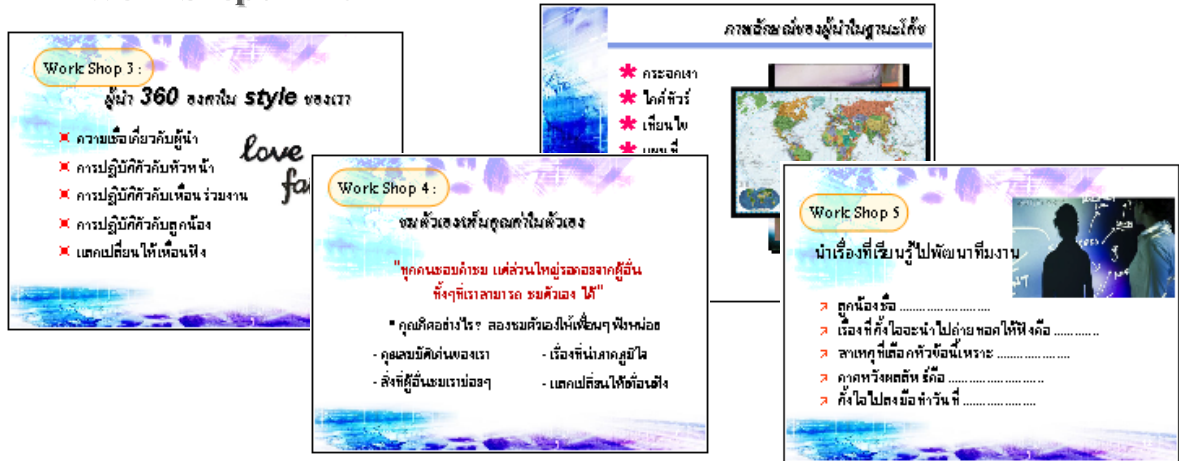 Work Shop 3 :
ผู้นำ 360 องศาใน style ของเรา
ความเชื่อเกี่ยวกับผู้นำ
การปฏิบัติตัวกับหัวหน้า
การปฏิบัติตัวกับเพื่อนร่วมงาน
การปฏิบัติตัวกับลูกน้อง
แลกเปลี่ยนให้เพื่อนฟัง
love
ภาพลักษณ์ของผู้นำในฐานะโค้ช
กระจกเงา
ไกด์ทัวร์
เทียนไข
แผนที่
Work Shop 4 :
ชมตัวเองเห็นคุณค่าในตัวเอง
"ทุกคนชอบคำชม แต่ส่วนใหญ่รอคอยจากผู้อื่น
ทั้งๆที่เราสามารถ ชมตัวเอง ได้"
* คุณคิดอย่างไร? ลองชมตัวเองให้เพื่อนๆ ฟังหน่อย
- คุณสมบัติเด่นของเรา
- เรื่องที่น่าภาคภูมิใจ
- สิ่งที่ผู้อื่นชมเราบ่อยๆ
- แลกเปลี่ยนให้เพื่อนฟัง
Work Shop 5
นำเรื่องที่เรียนรู้ไปพัฒนาทีมงาน
ลูกน้องชื่อ ........................
เรื่องที่ตั้งใจจะนำไปถ่ายทอดให้ฟังคือ ............
สาเหตุที่เลือกหัวข้อนี้เพราะ ....................
คาดหวังผลลัพธ์คือ ..........................
ตั้งใจไปลงมือทำวันที่ ....................